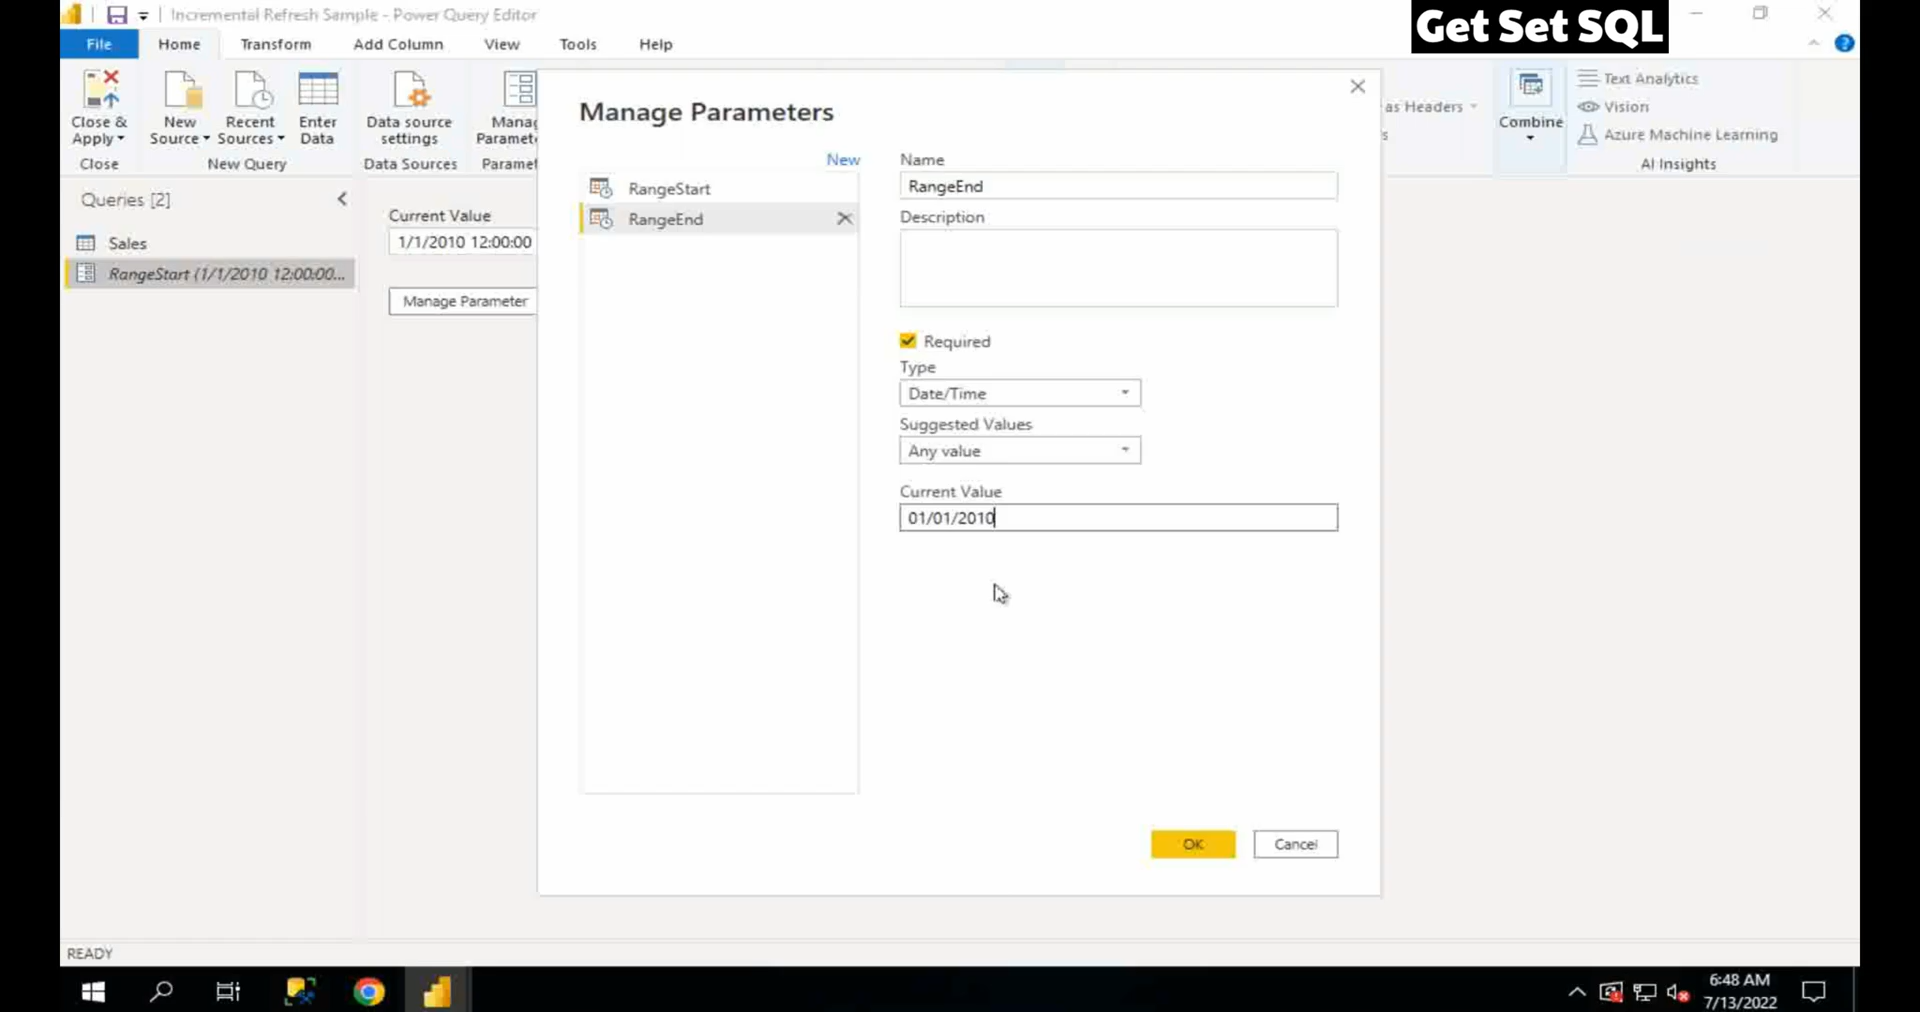 Incremental Refresh Sample - Power Query Editor
Get Set SQL
File Home Transform Add Column View Tools Help
Close & Apply
New Source
Recent Sources
Enter Data
Data source settings
Manag
Paramet
as Headers
s
Combine
Text Analytics
Vision
Azure Machine Learning
Close
New Query
Data Sources
Paramet
AI Insights
Queries [2]
Sales
RangeStart (1/1/2010 12:00:00...
Current Value
1/1/2010 12:00:00
Manage Parameter
Manage Parameters
New
RangeStart
RangeEnd
Name
RangeEnd
Description
Required
Type
Date/Time
Suggested Values
Any value
Current Value
01/01/2010
OK
Cancel
READY
6:48 AM
7/13/2022